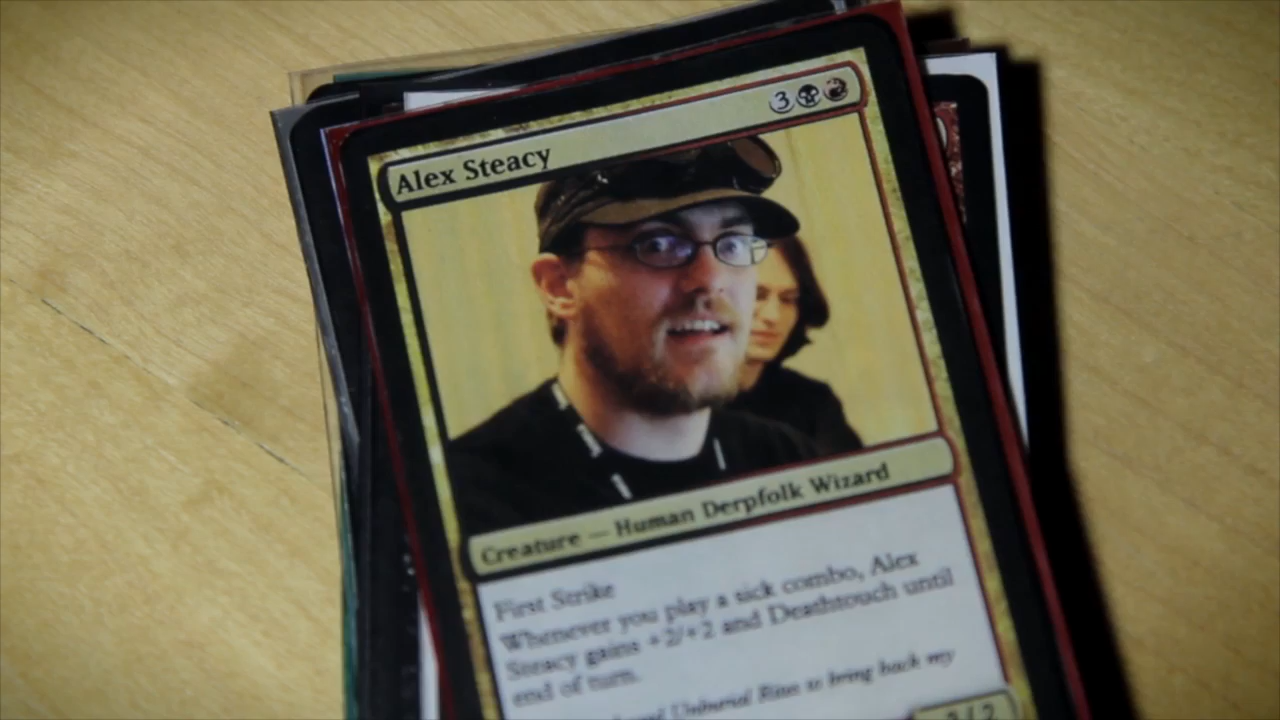 Alex Steacy
3
Creature — Human Derpfolk Wizard
First Strike
Whenever you play a sick combo, Alex
Steacy gains +2/+2 and Deathtouch until
end of turn.
Unburial Rites to bring back my